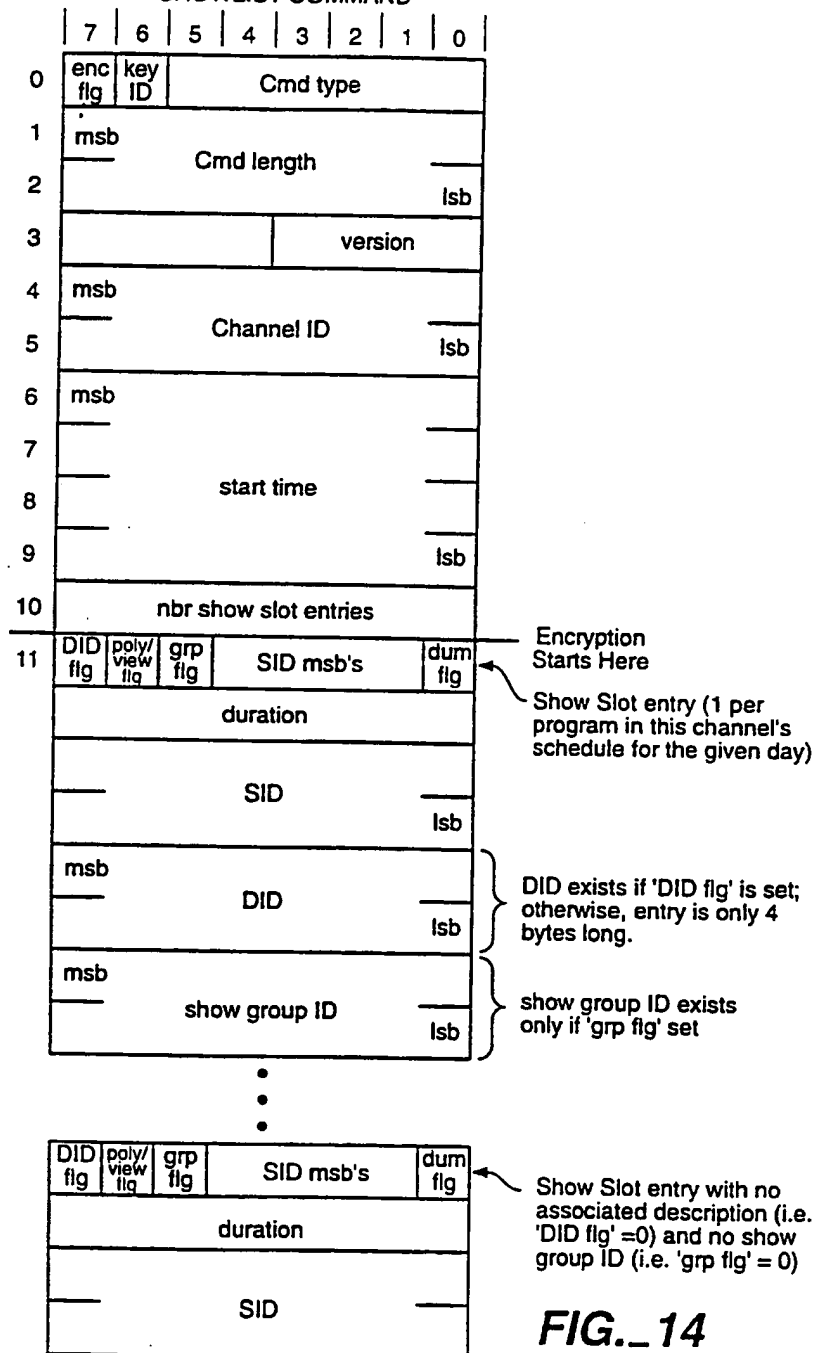 SHOWLIST COMMAND
7 6 5 4 3 2 1 0
0 enc flg key ID Cmd type
1 msb
Cmd length
2 lsb
3 version
4 msb
Channel ID
5 lsb
6 msb
7
start time
8
9 lsb
10 nbr show slot entries
Encryption
Starts Here
11 DID flg poly/ view flg grp flg SID msb's dum flg
Show Slot entry (1 per
program in this channel's
schedule for the given day)
duration
SID
lsb
msb
DID
lsb
DID exists if 'DID flg' is set;
otherwise, entry is only 4
bytes long.
msb
show group ID
lsb
show group ID exists
only if 'grp flg' set
DID flg poly/ view flg grp flg SID msb's dum flg
Show Slot entry with no
associated description (i.e.
'DID flg' =0) and no show
group ID (i.e. 'grp flg' = 0)
duration
SID
FIG._14